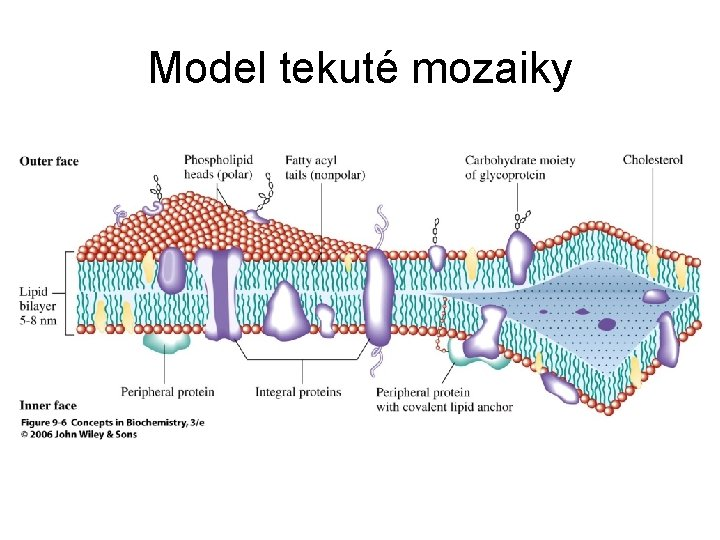 Model tekuté mozaiky
Outer face
Phospholipid
heads (polar)
Fatty acyl
tails (nonpolar)
Carbohydrate moiety
of glycoprotein
Cholesterol
Lipid
bilayer
5-8 nm
Peripheral protein
Integral proteins
Peripheral protein
with covalent lipid anchor
Inner face
Figure 9-6 Concepts in Biochemistry, 3/e
© 2006 John Wiley & Sons